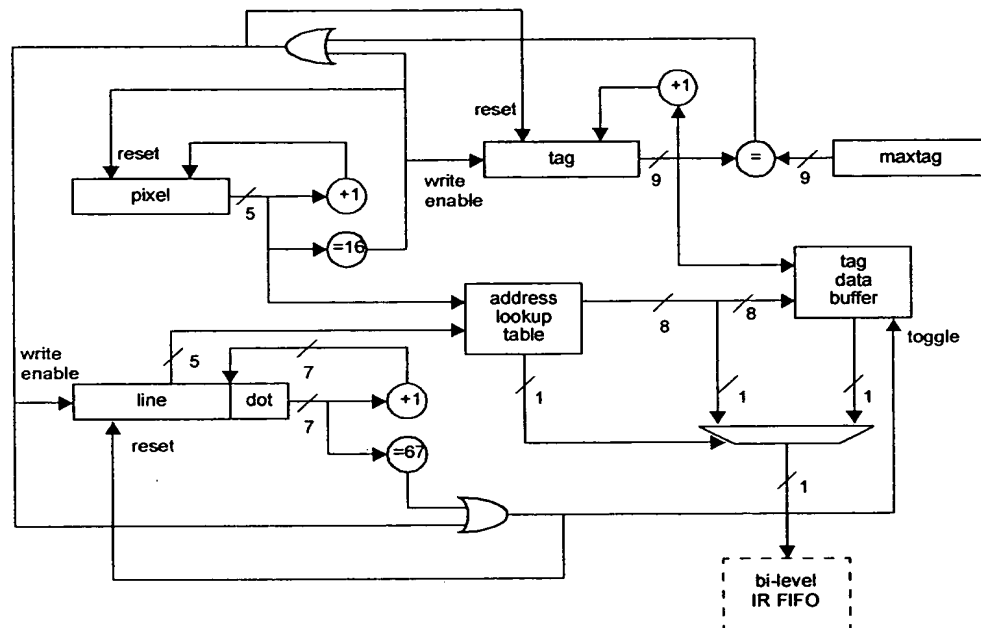 +1
reset
tag
9
=
9
maxtag
reset
write
enable
pixel
5
+1
=16
tag
data
buffer
address
lookup
table
8
8
toggle
write
enable
5
7
1
1
1
line
dot
7
+1
reset
=67
1
bi-level
IR FIFO